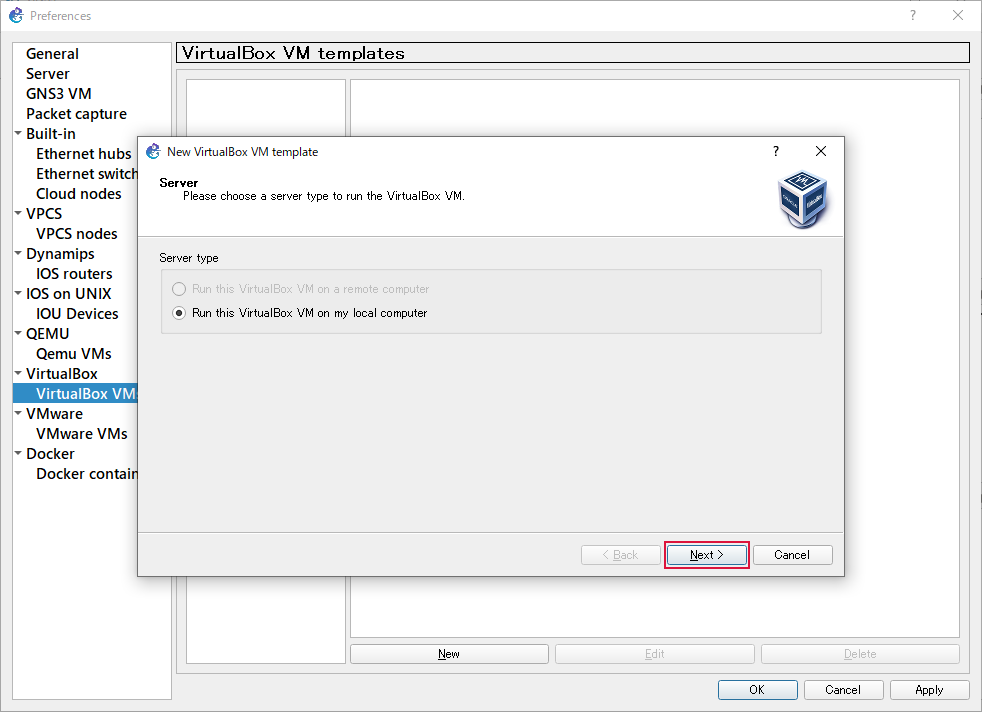 Preferences
?
General
Server
GNS3 VM
Packet capture
Built-in
Ethernet hubs
Ethernet switch
Cloud nodes
VPCS
VPCS nodes
Dynamips
IOS routers
IOS on UNIX
IOU Devices
QEMU
Qemu VMs
VirtualBox
VirtualBox VMs
VMware
VMware VMs
Docker
Docker contain
VirtualBox VM templates
New VirtualBox VM template
?
Server
Please choose a server type to run the VirtualBox VM.
Server type
Run this VirtualBox VM on a remote computer
Run this VirtualBox VM on my local computer
< Back
Next >
Cancel
New
Edit
Delete
OK
Cancel
Apply